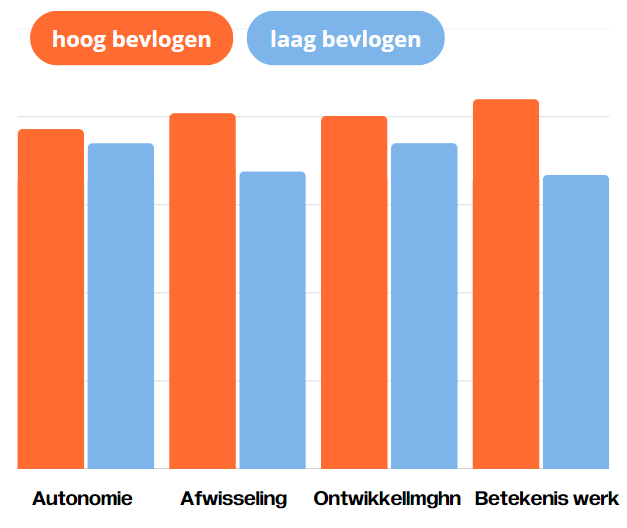 hoog bevlogen laag bevlogen
Autonomie Afwisseling Ontwikkellmghn Betekenis werk